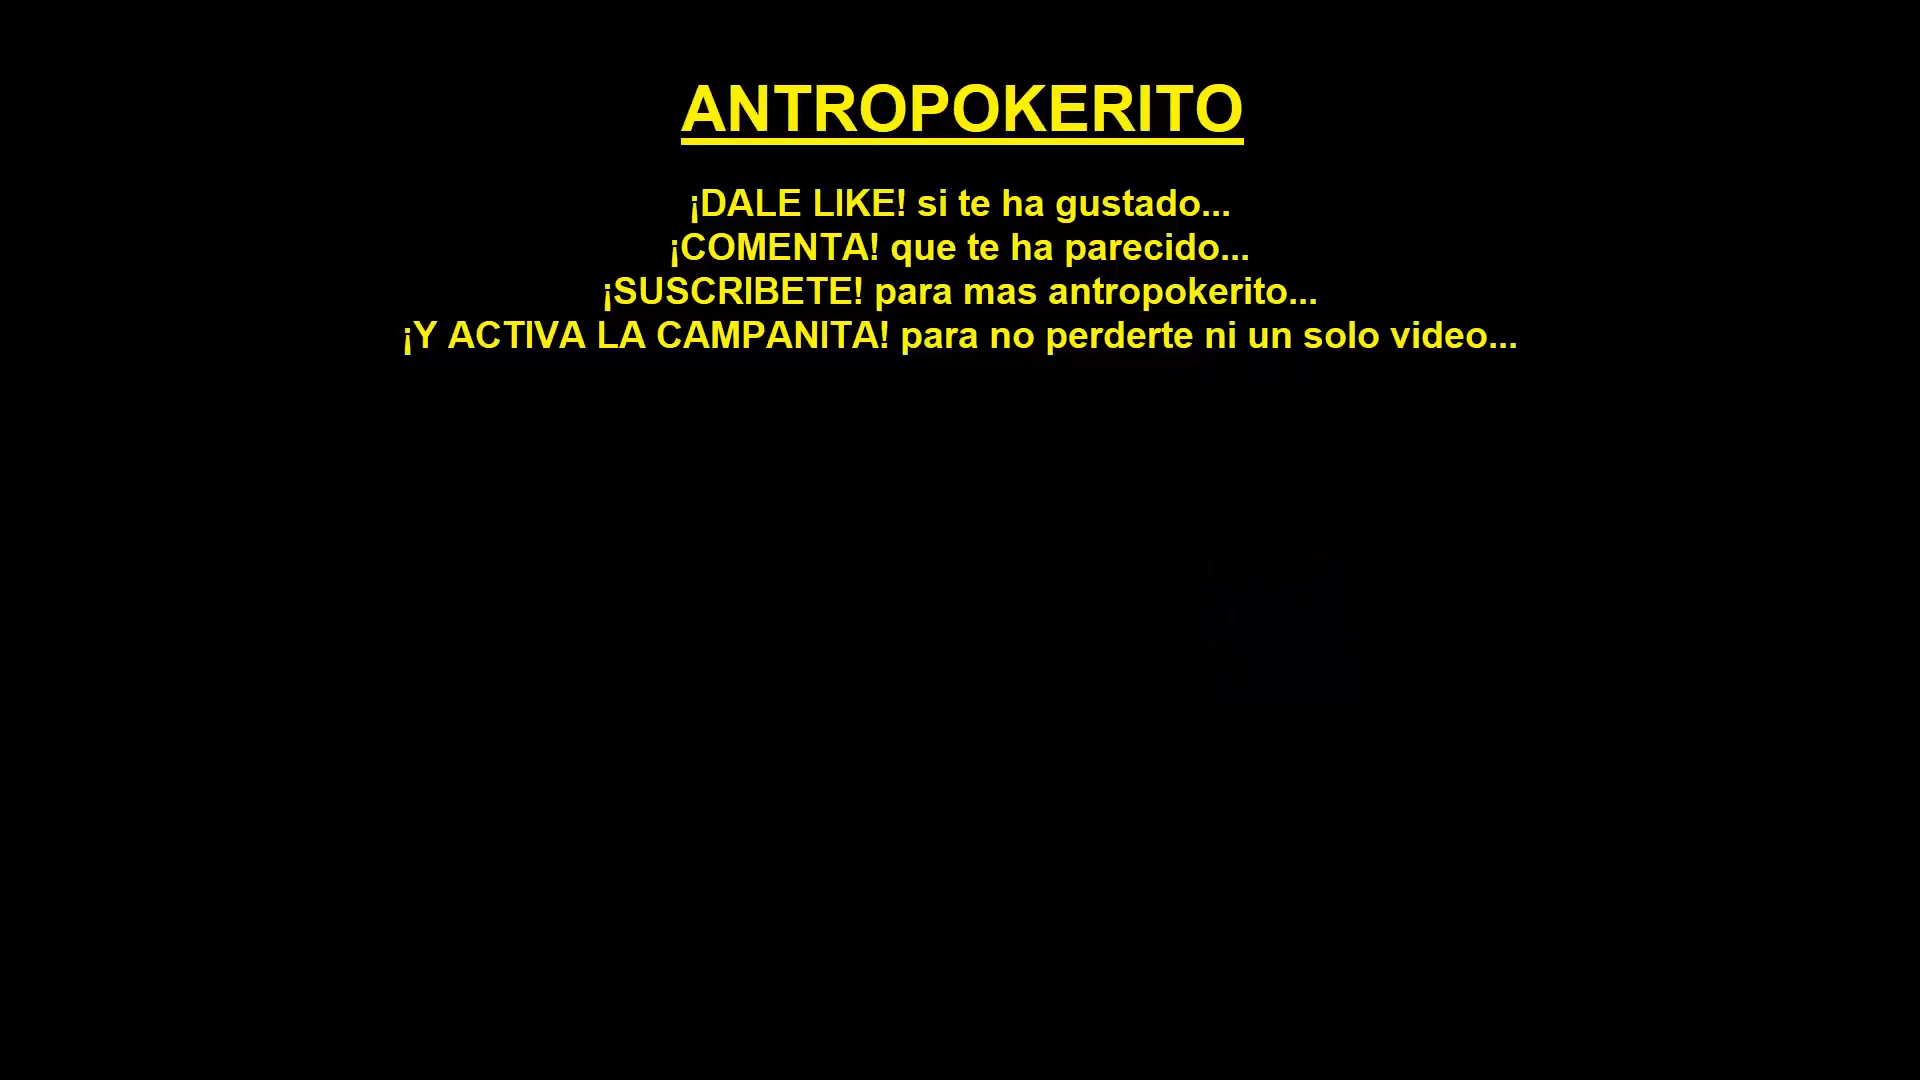 ANTROPOKERITO
¡DALE LIKE! si te ha gustado...
¡COMENTA! que te ha parecido...
¡SUSCRIBETE! para mas antropokerito...
¡Y ACTIVA LA CAMPANITA! para no perderte ni un solo video...